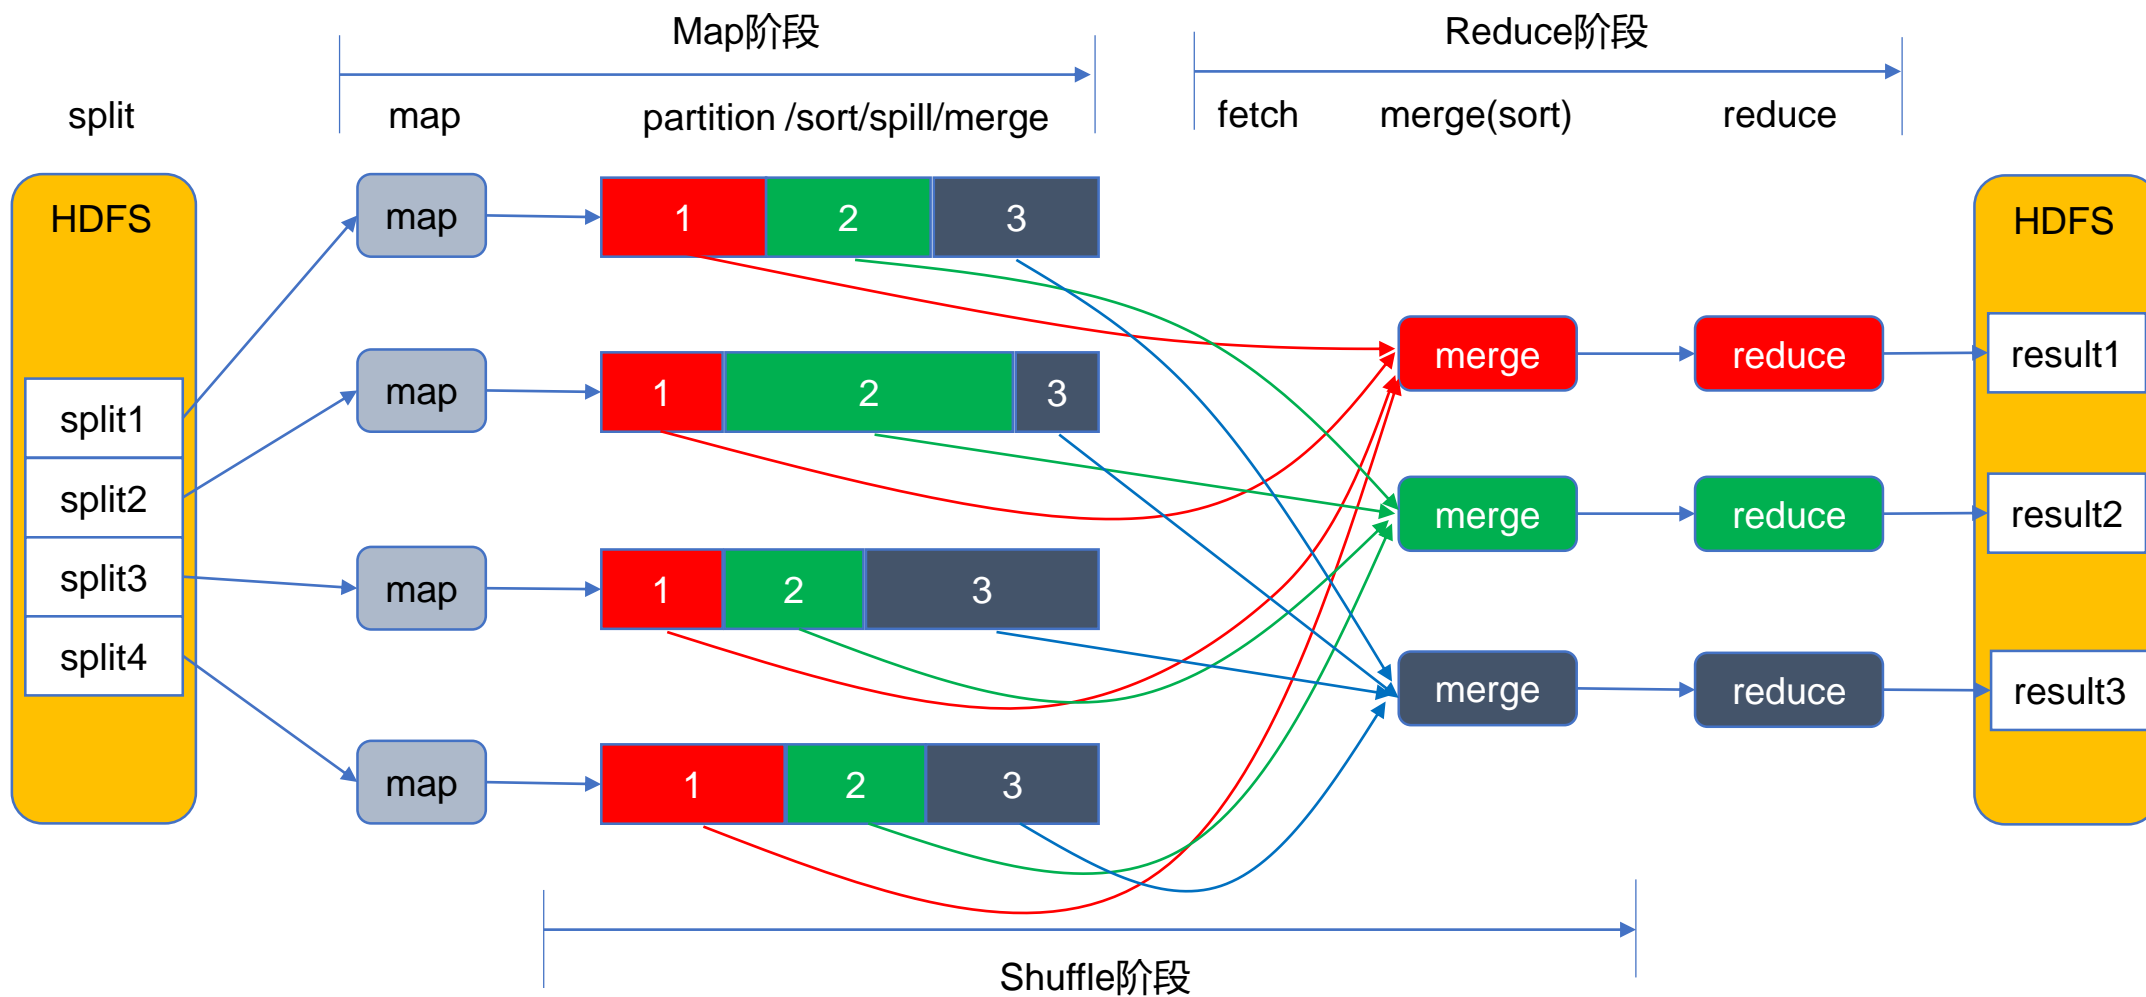 Map阶段
Reduce阶段
split
map
partition /sort/spill/merge
fetch
merge(sort)
reduce
HDFS
split1
split2
split3
split4
map
1
2
3
map
1
2
3
map
1
2
3
map
1
2
3
merge
reduce
merge
reduce
merge
reduce
HDFS
result1
result2
result3
Shuffle阶段